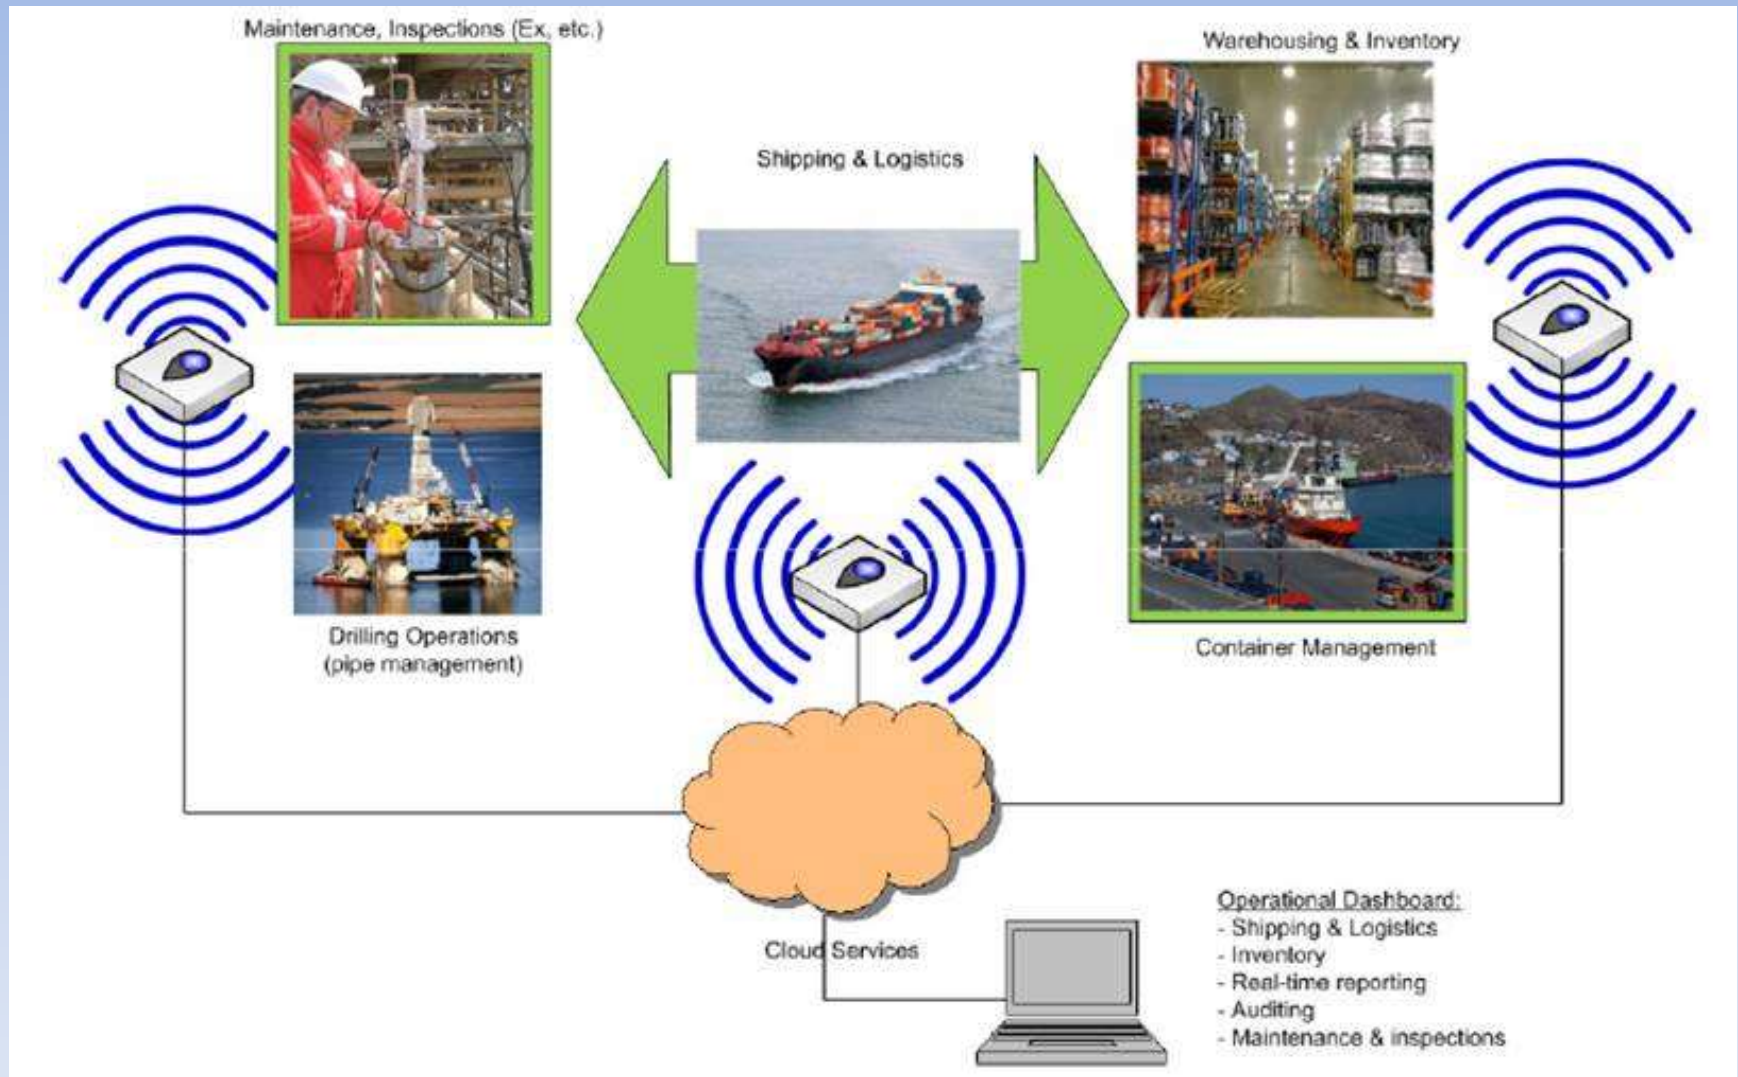 Maintenance, Inspections (Ex, etc.)
Warehousing & Inventory
Shipping & Logistics
Drilling Operations
(pipe management)
Container Management
Cloud Services
Operational Dashboard:
- Shipping & Logistics
- Inventory
- Real-time reporting
- Auditing
- Maintenance & inspections